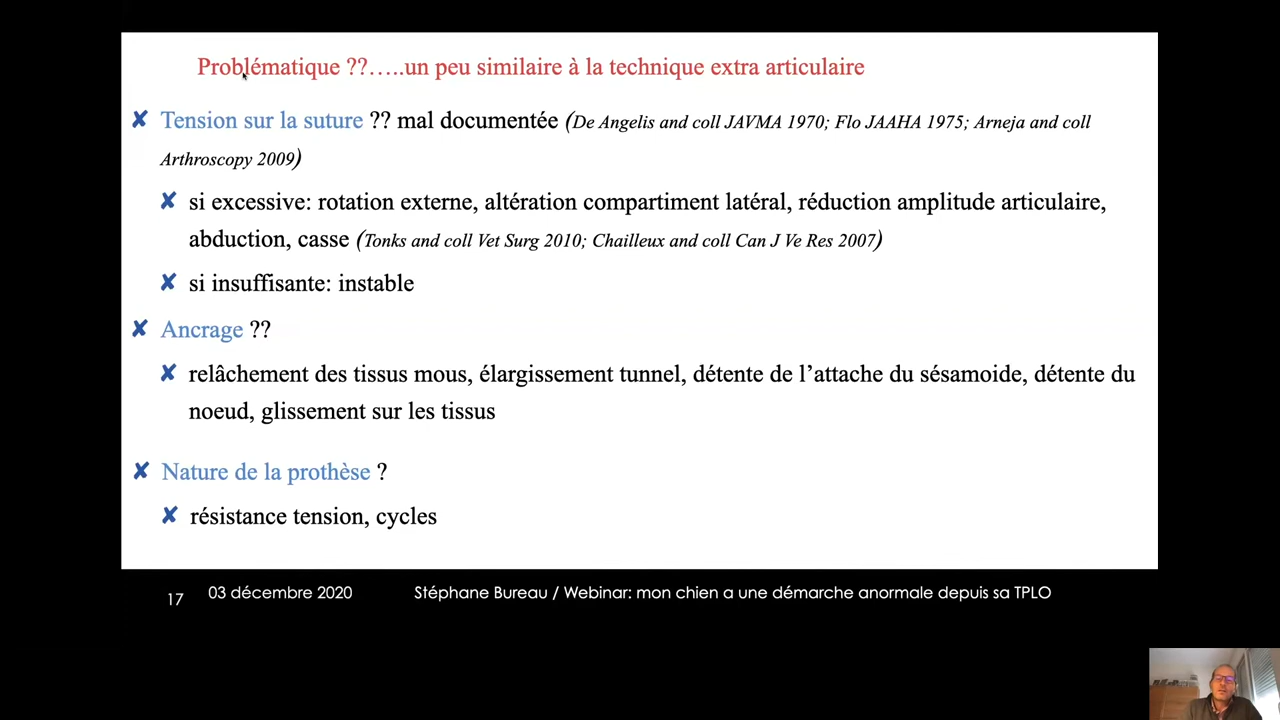 Problématique ??.....un peu similaire à la technique extra articulaire
✘ Tension sur la suture ?? mal documentée (De Angelis and coll JAVMA 1970; Flo JAAHA 1975; Arneja and coll
Arthroscopy 2009)
✘ si excessive: rotation externe, altération compartiment latéral, réduction amplitude articulaire,
abduction, casse (Tonks and coll Vet Surg 2010; Chailleux and coll Can J Ve Res 2007)
✘ si insuffisante: instable
✘ Ancrage ??
✘ relâchement des tissus mous, élargissement tunnel, détente de l’attache du sésamoide, détente du
noeud, glissement sur les tissus
✘ Nature de la prothèse ?
✘ résistance tension, cycles
17 03 décembre 2020 Stéphane Bureau / Webinar: mon chien a une démarche anormale depuis sa TPLO